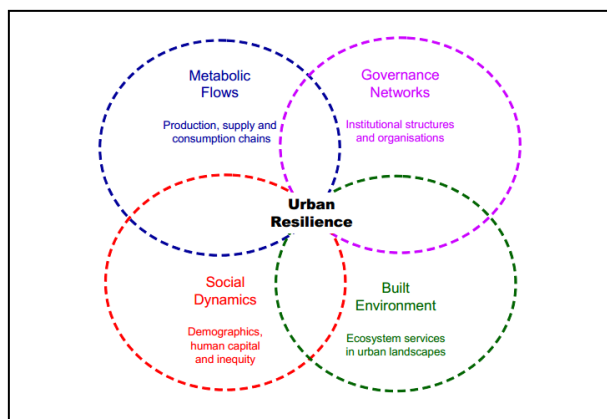 Metabolic
Flows
Production, supply and
consumption chains
Governance
Networks
Institutional structures
and organisations
Urban
Resilience
Social
Dynamics
Demographics,
human capital
and inequity
Built
Environment
Ecosystem services
in urban landscapes